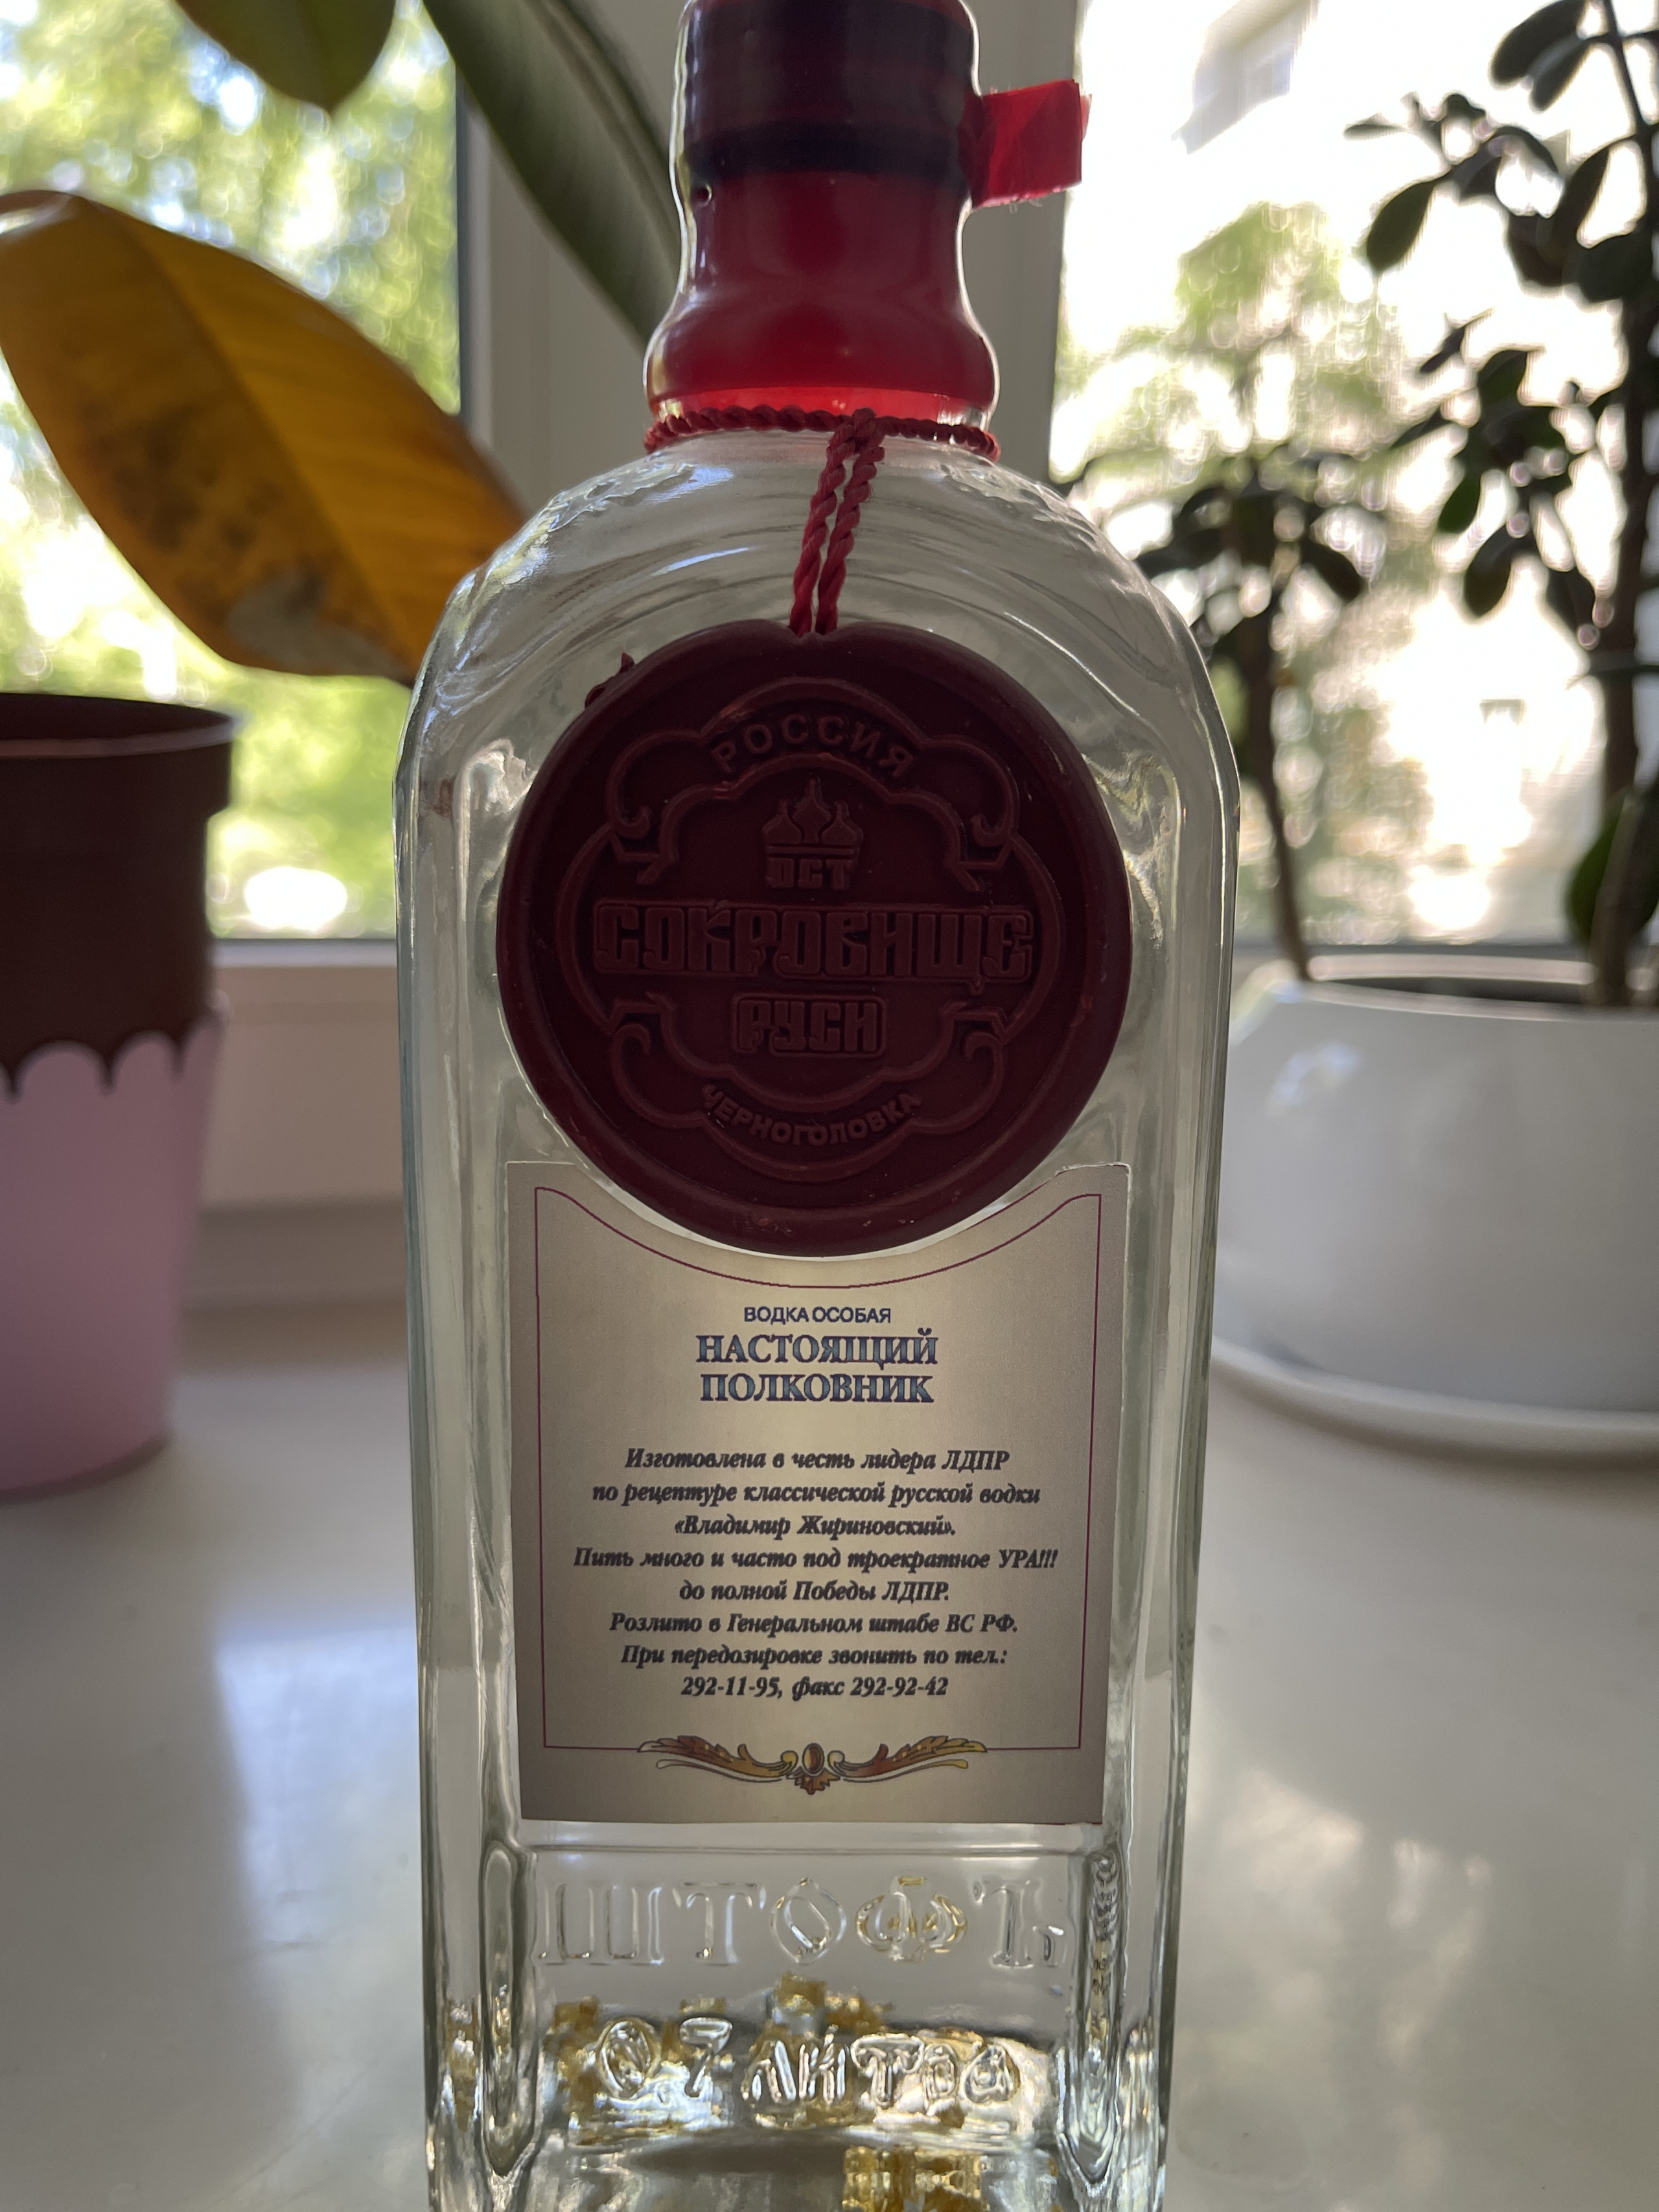 РОССИЯ
ОСТ
СОКРОВИЩЕ
РУСИ
ЧЕРНОГОЛОВКА
ВОДКА ОСОБАЯ
НАСТОЯЩИЙ
ПОЛКОВНИК
Изготовлена в честь лидера ЛДПР
по рецептуре классической русской водки
«Владимир Жириновский».
Пить много и часто под троекратное УРА!!!
до полной Победы ЛДПР.
Розлито в Генеральном штабе ВС РФ.
При передозировке звонить по тел.:
292-11-95, факс 292-92-42
ШТОФЪ
0,7 литра